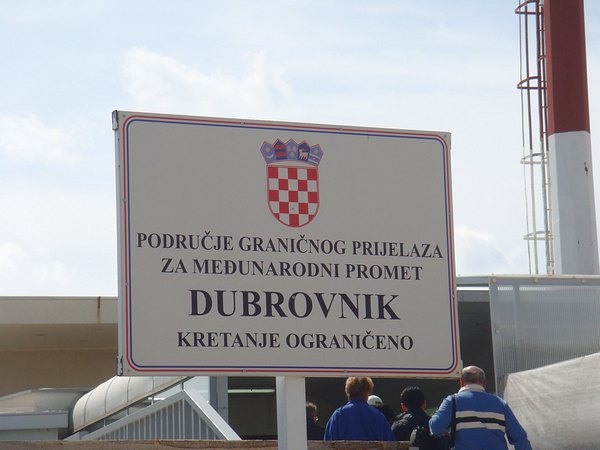 PODRUČJE GRANIČNOG PRIJELAZA
ZA MEĐUNARODNI PROMET
DUBROVNIK
KRETANJE OGRANIČENO